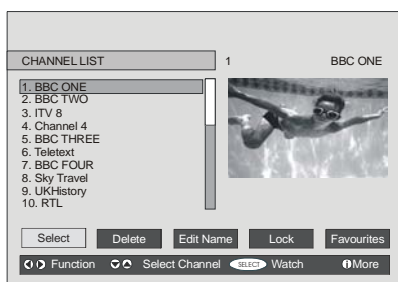 CHANNEL LIST
1 BBC ONE
1. BBC ONE
2. BBC TWO
3. ITV 8
4. Channel 4
5. BBC THREE
6. Teletext
7. BBC FOUR
8. Sky Travel
9. UKHistory
10. RTL
Select Delete Edit Name Lock Favourites
Function Select Channel SELECT Watch i More